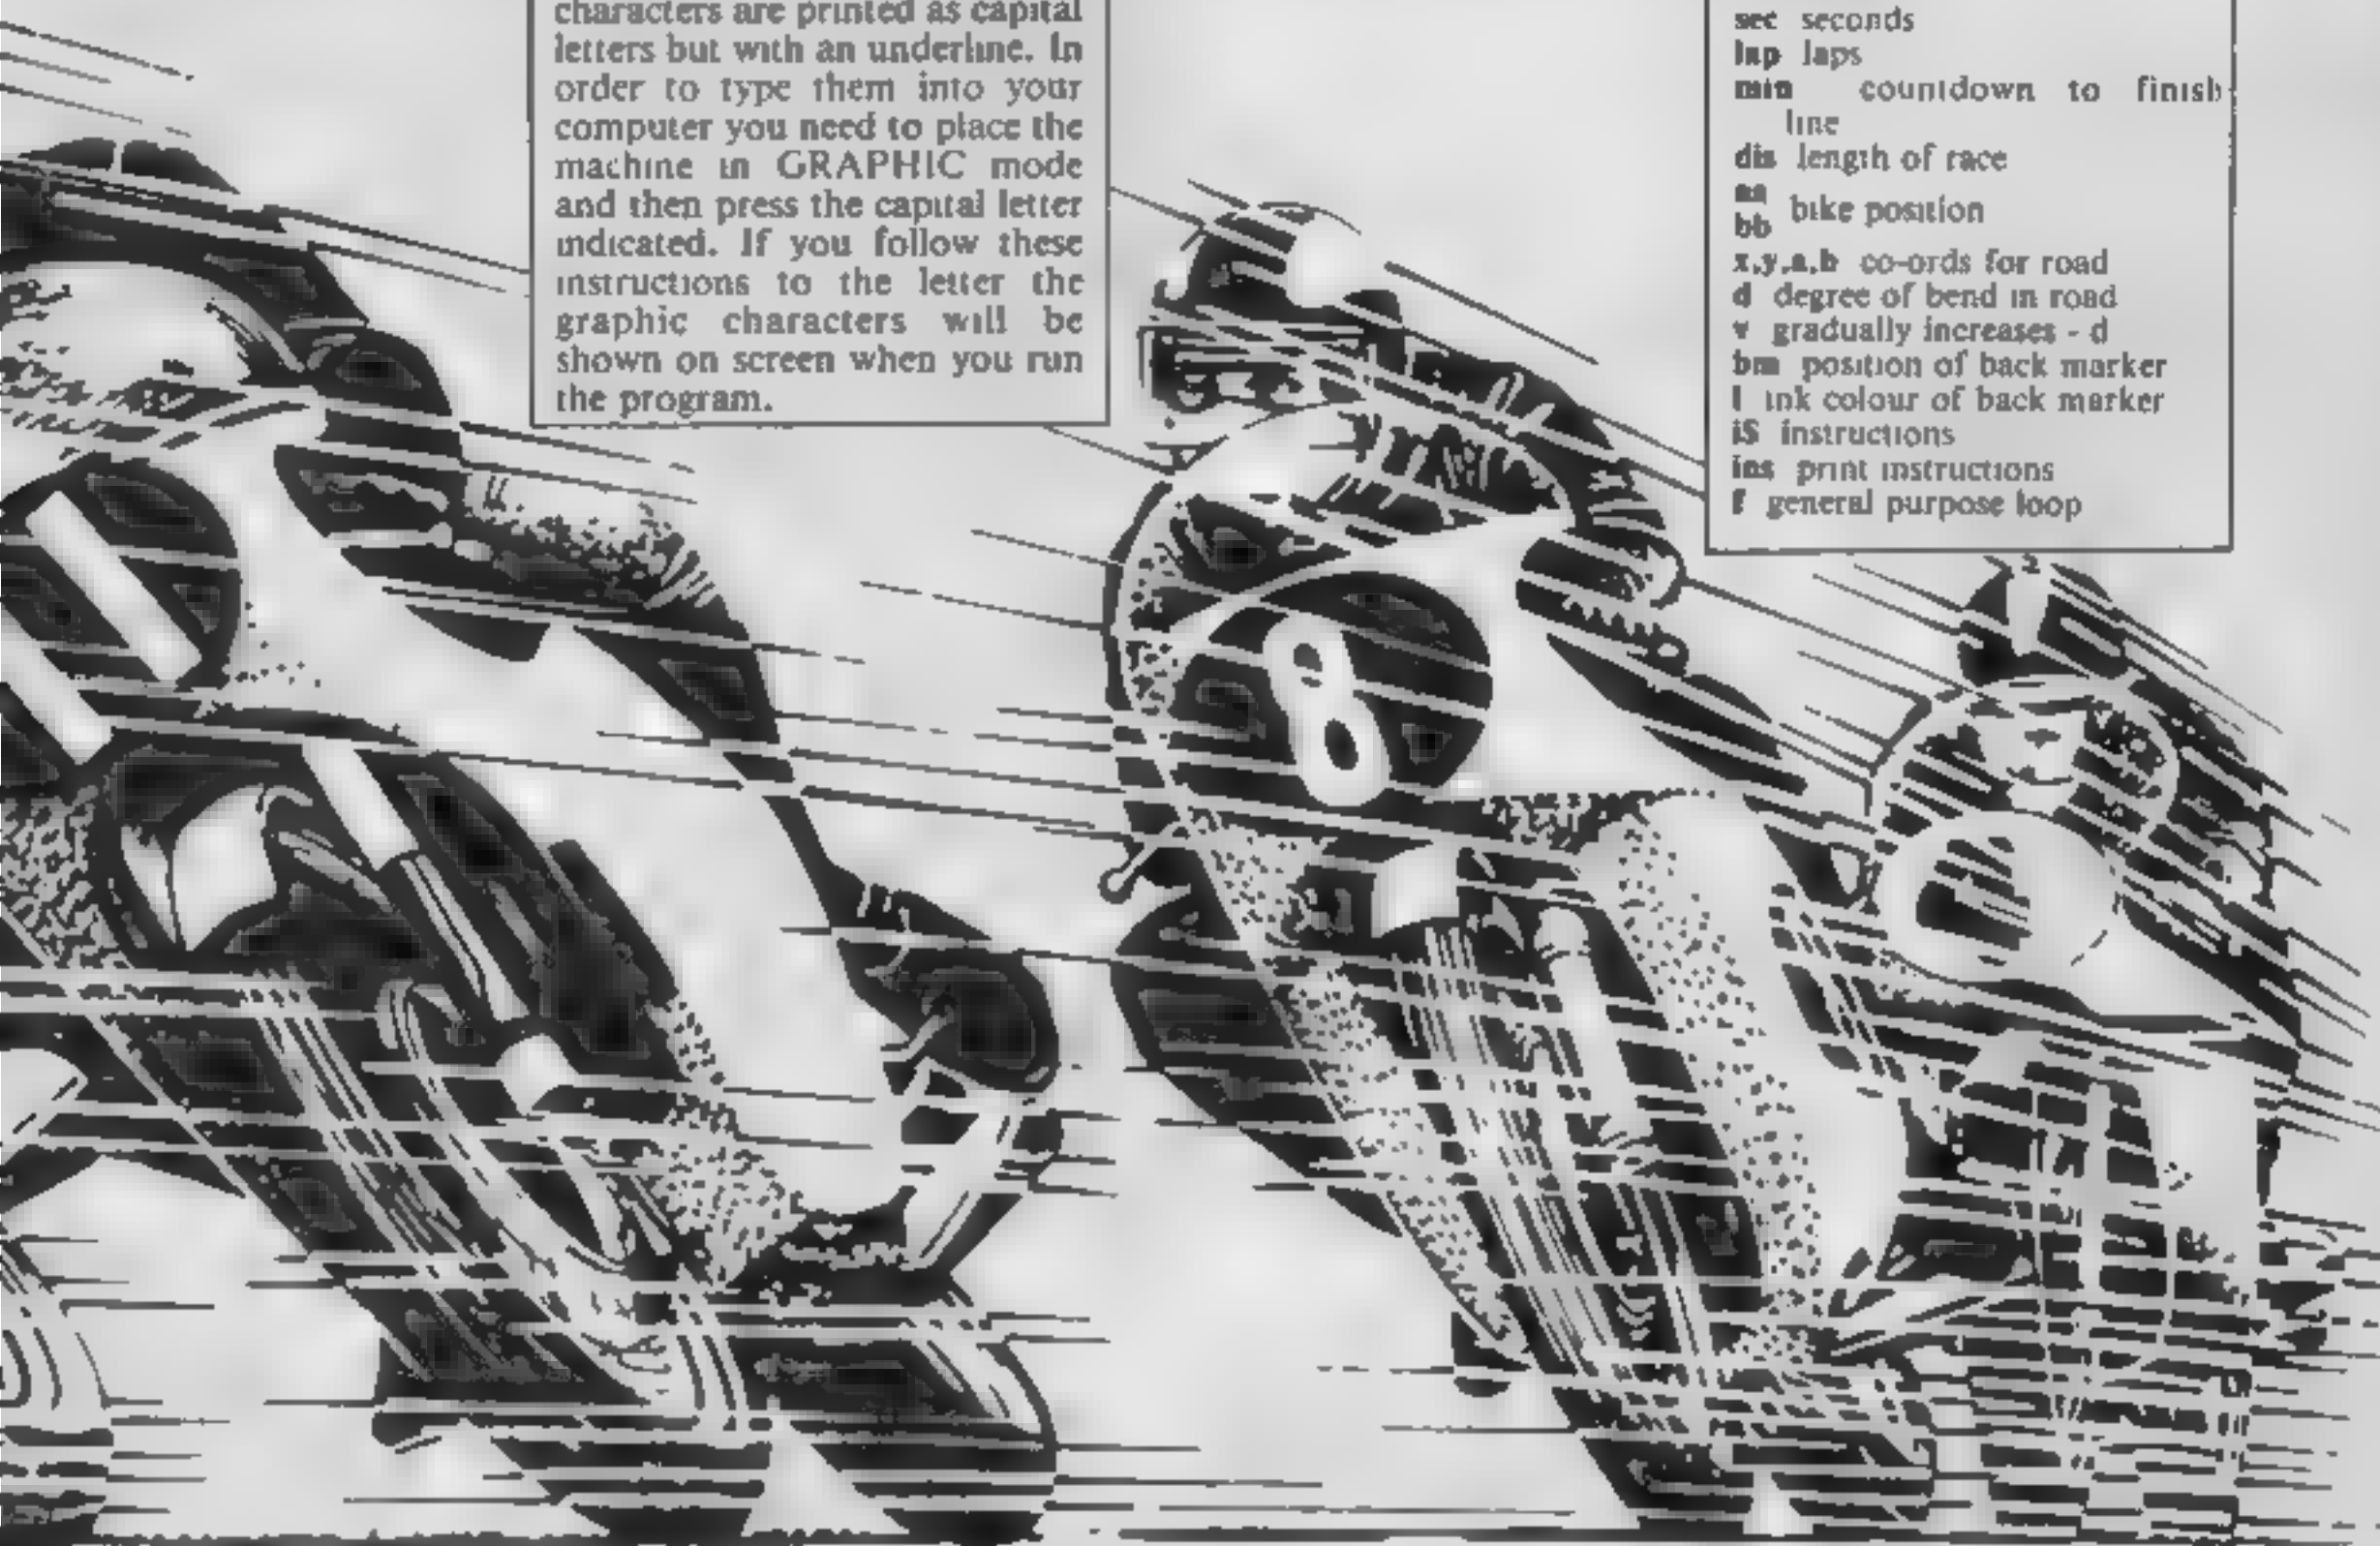 characters are printed as capital
letters but with an underline. In
order to type them into your
computer you need to place the
machine in GRAPHIC mode
and then press the capital letter
indicated. If you follow these
instructions to the letter the
graphic characters will be
shown on screen when you run
the program.
sec seconds
lap laps
min countdown to finish
line
dis length of race
aa
bb bike position
x,y,a,b co-ords for road
d degree of bend in road
v gradually increases - d
bm position of back marker
i ink colour of back marker
i$ instructions
ins print instructions
f general purpose loop
8